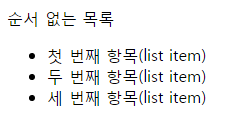 순서 없는 목록
• 첫 번째 항목(list item)
• 두 번째 항목(list item)
• 세 번째 항목(list item)